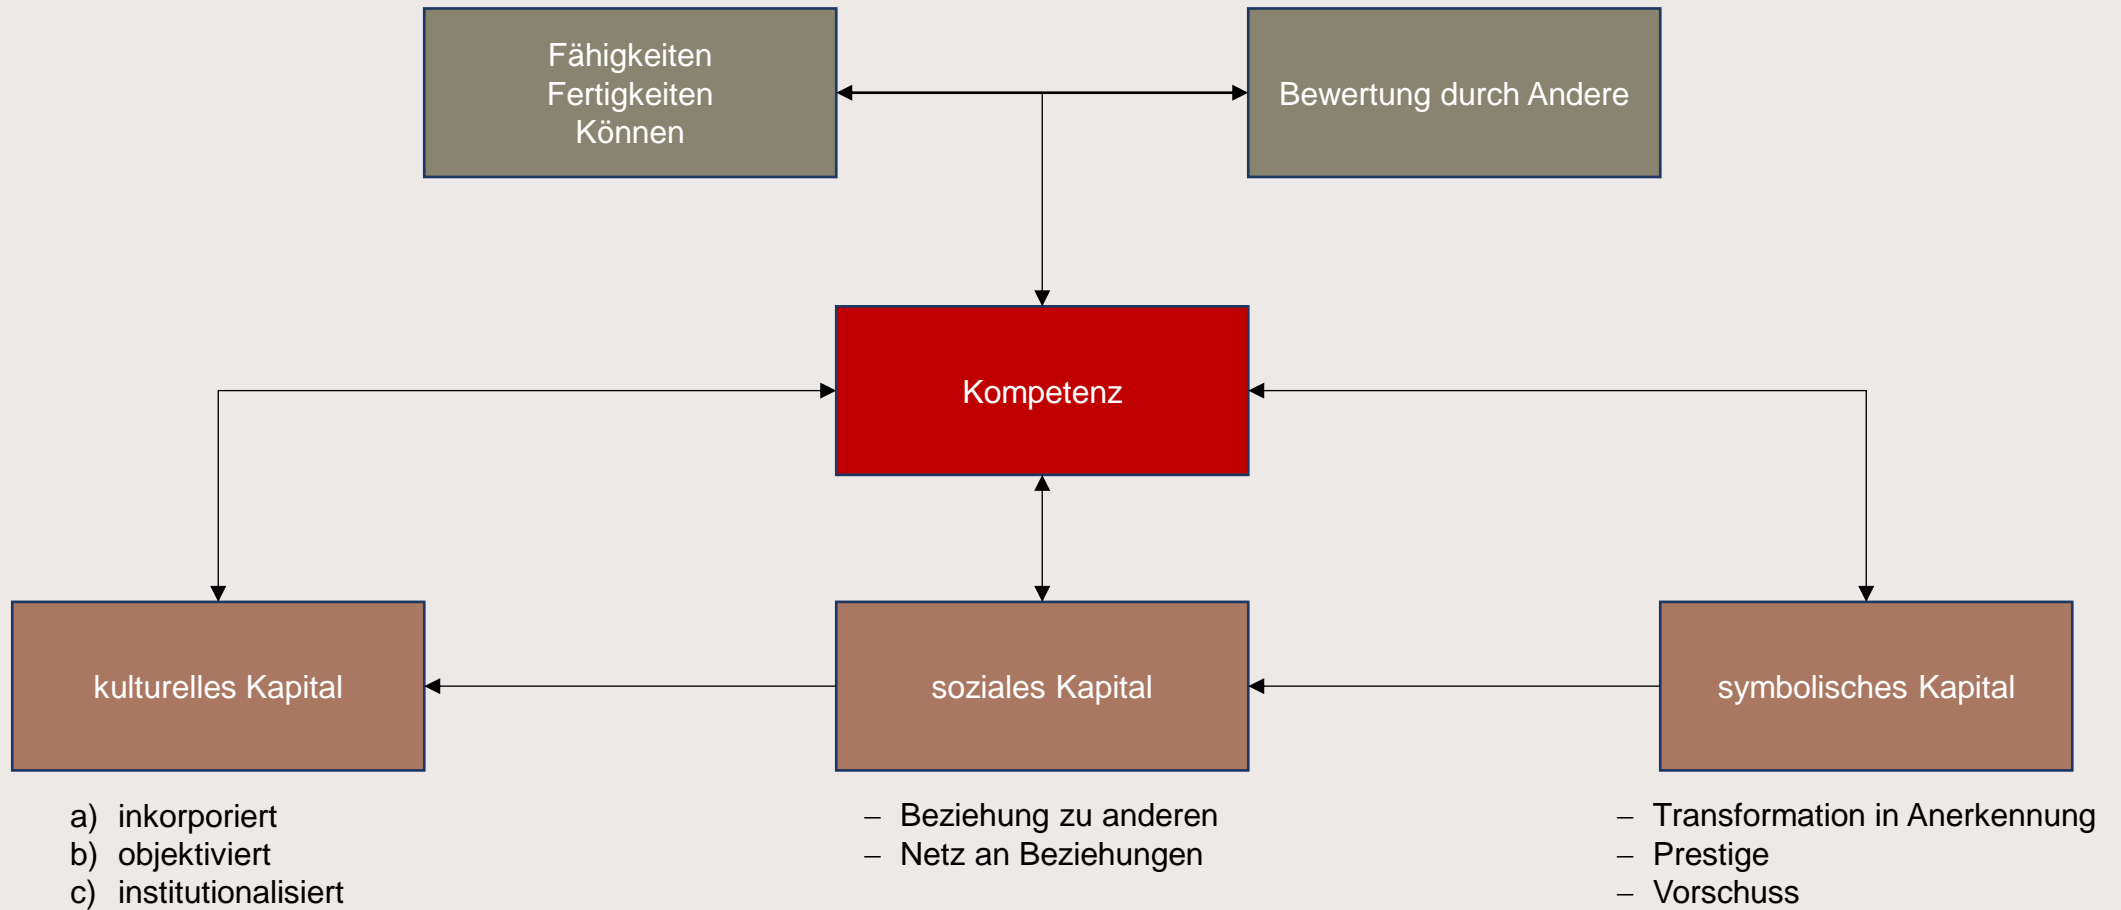 Fähigkeiten
Fertigkeiten
Können
Bewertung durch Andere
Kompetenz
kulturelles Kapital
soziales Kapital
symbolisches Kapital
a) inkorporiert
b) objektiviert
c) institutionalisiert
– Beziehung zu anderen
– Netz an Beziehungen
– Transformation in Anerkennung
– Prestige
– Vorschuss